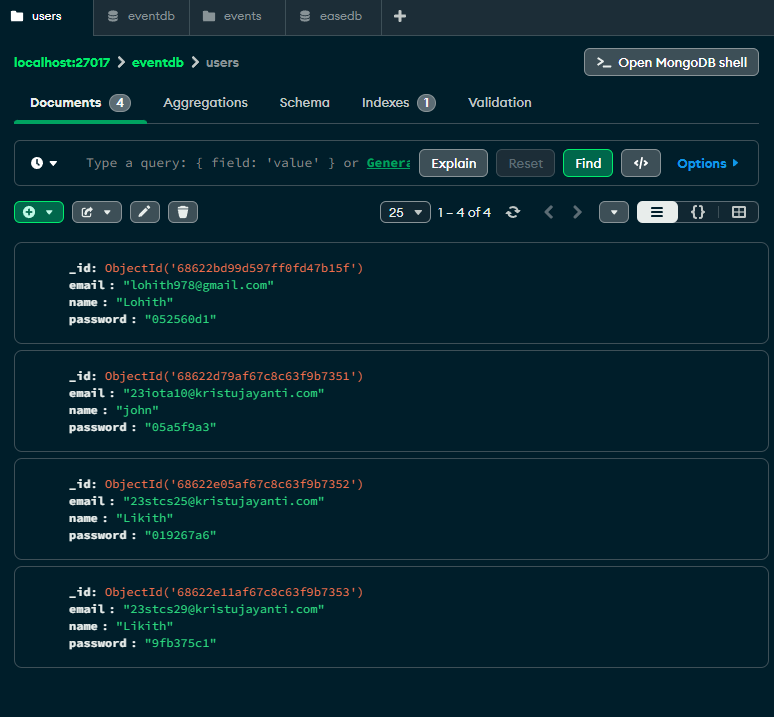 users eventdb events easedb
localhost:27017 > eventdb > users >_ Open MongoDB shell
Documents 4 Aggregations Schema Indexes 1 Validation
Type a query: { field: 'value' } or Genera Explain Reset Find </> Options
25 1 – 4 of 4 {}
_id: ObjectId('68622bd99d597ff0fd47b15f')
email : "lohith978@gmail.com"
name : "Lohith"
password : "052560d1"
_id: ObjectId('68622d79af67c8c63f9b7351')
email : "23iota10@kristujayanti.com"
name : "john"
password : "05a5f9a3"
_id: ObjectId('68622e05af67c8c63f9b7352')
email : "23stcs25@kristujayanti.com"
name : "Likith"
password : "019267a6"
_id: ObjectId('68622e11af67c8c63f9b7353')
email : "23stcs29@kristujayanti.com"
name : "Likith"
password : "9fb375c1"